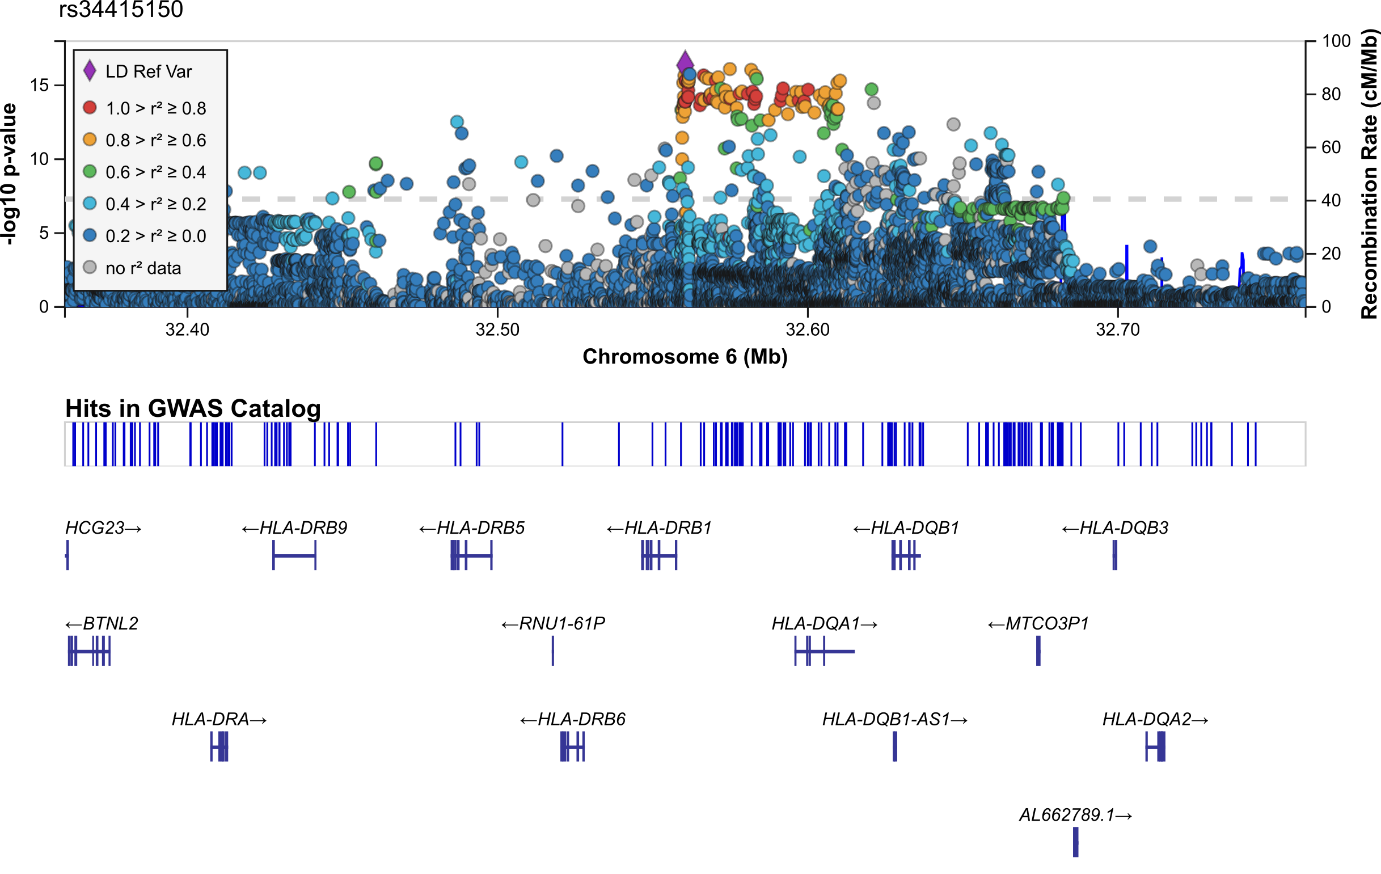 rs34415150
LD Ref Var
1.0 > r² ≥ 0.8
0.8 > r² ≥ 0.6
0.6 > r² ≥ 0.4
0.4 > r² ≥ 0.2
0.2 > r² ≥ 0.0
no r² data
-log10 p-value
15
10
5
0
Recombination Rate (cM/Mb)
100
80
60
40
20
0
32.40 32.50 32.60 32.70
Chromosome 6 (Mb)
Hits in GWAS Catalog
HCG23→ ←HLA-DRB9 ←HLA-DRB5 ←HLA-DRB1 ←HLA-DQB1 ←HLA-DQB3
←BTNL2 ←RNU1-61P HLA-DQA1→ ←MTCO3P1
HLA-DRA→ ←HLA-DRB6 HLA-DQB1-AS1→ HLA-DQA2→
AL662789.1→